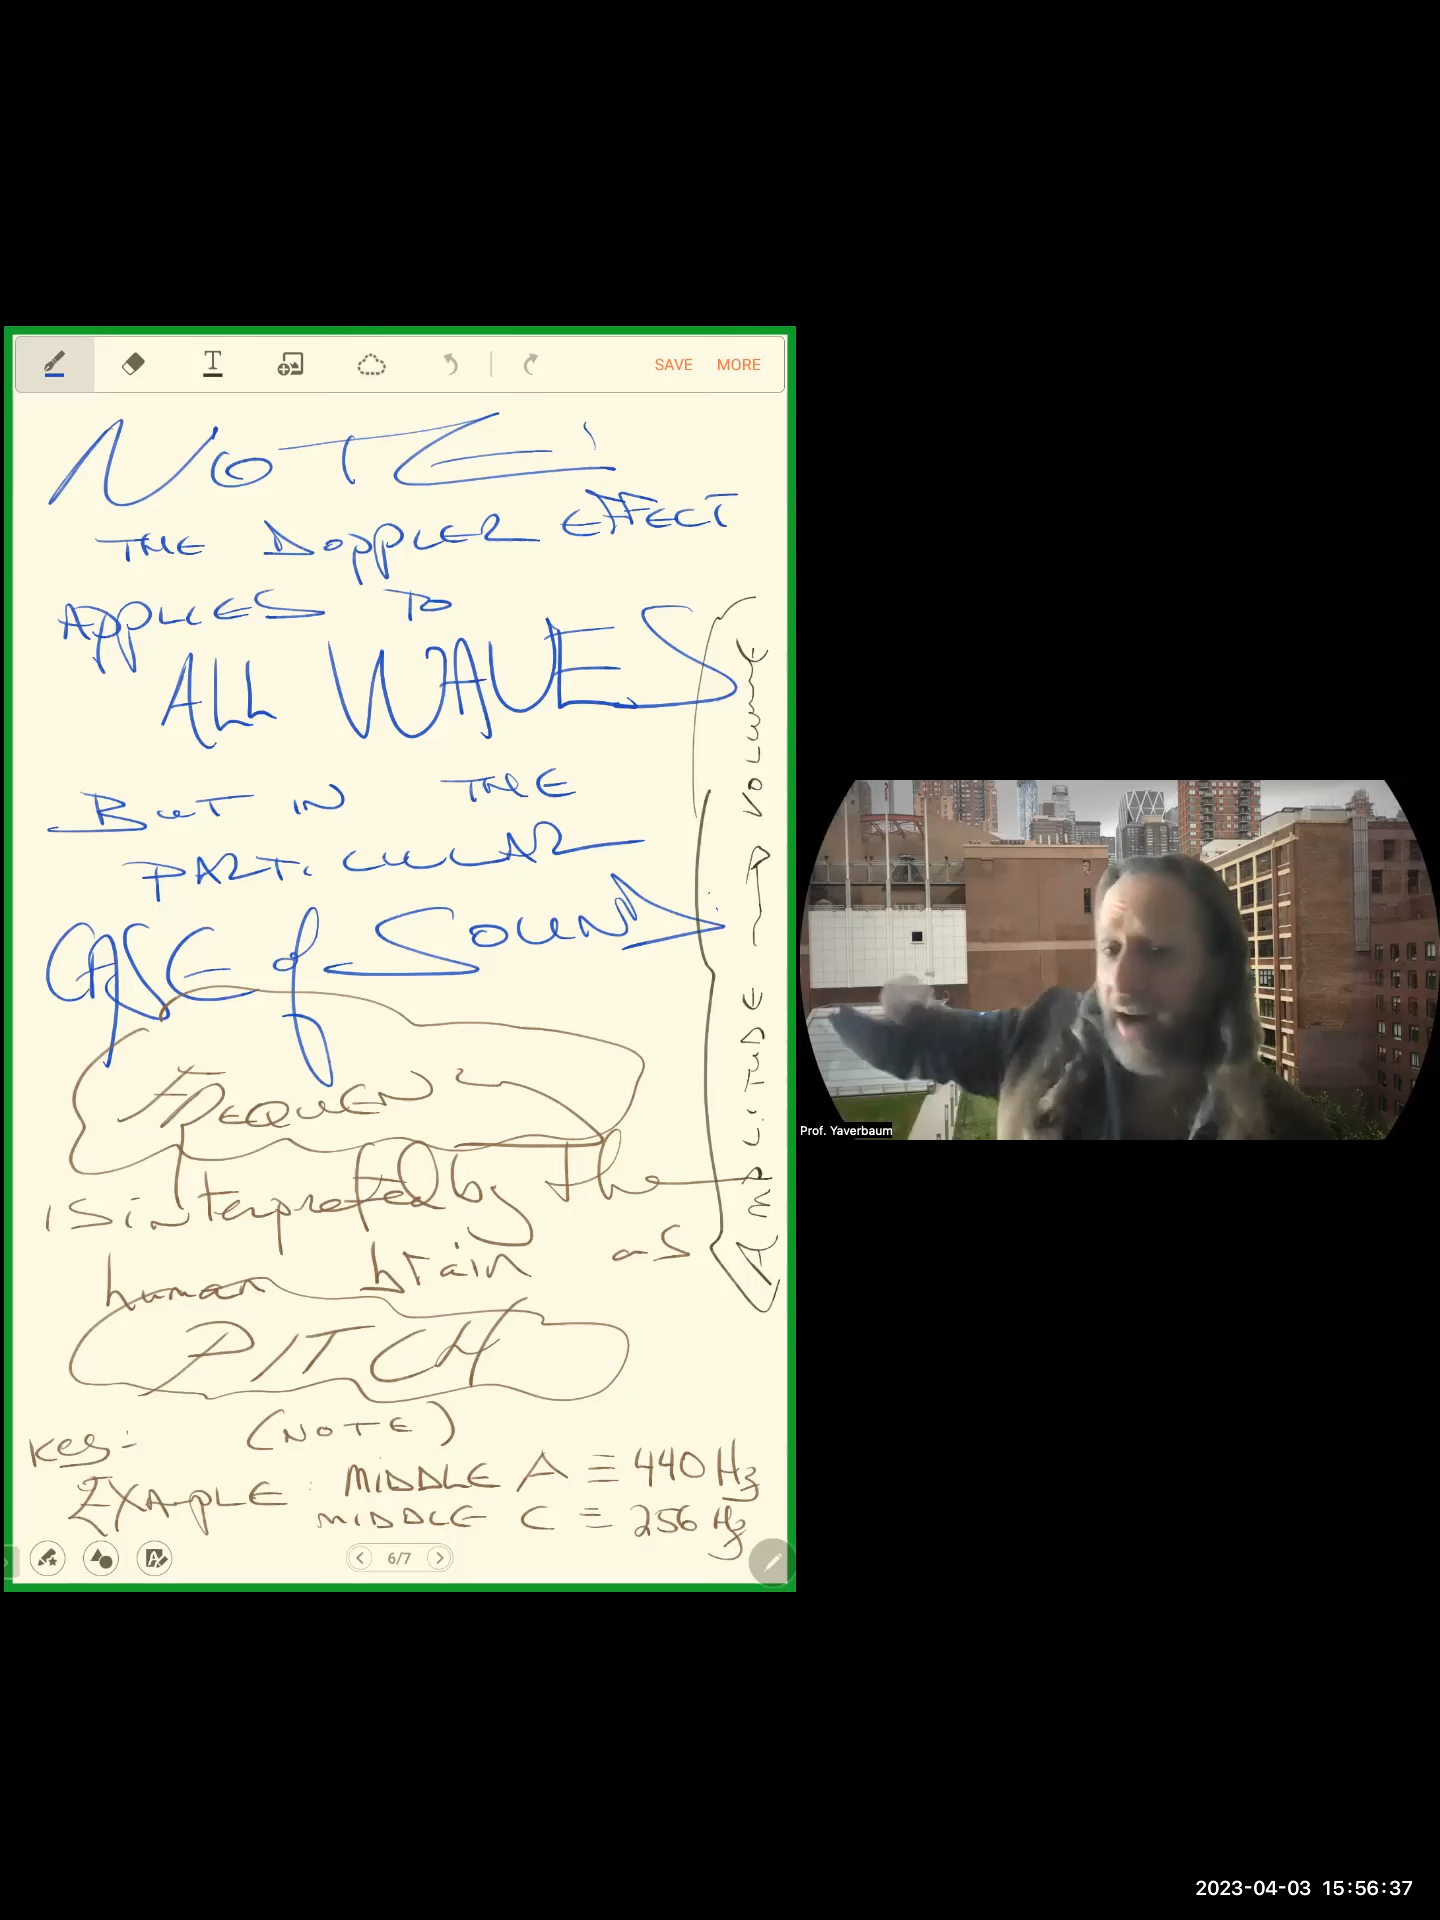 SAVE MORE
NOTE:
THE DOPPLER EFFECT
APPLIES TO
ALL WAVES
BUT IN THE
PARTICULAR
CASE of SOUND
FREQUENCY
is interpreted by the
human brain as
PITCH
(NOTE)
Key:
EXAMPLE: MIDDLE A ≡ 440 Hz
MIDDLE C ≡ 256 Hz
AMPLITUDE → VOLUME
6/7
Prof. Yaverbaum
2023-04-03 15:56:37